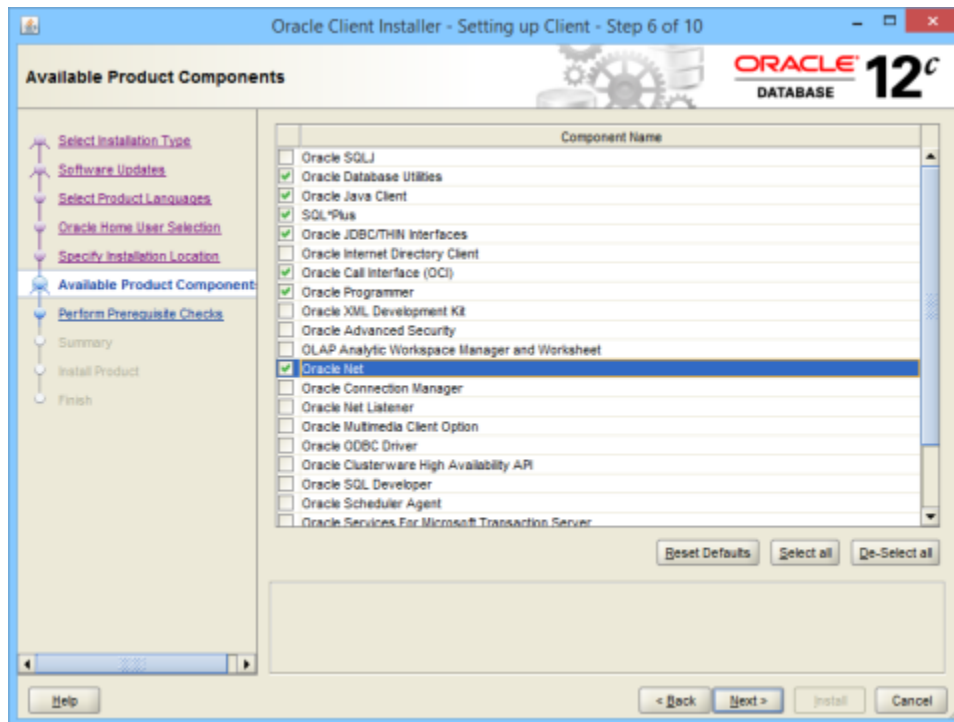 Oracle Client Installer - Setting up Client - Step 6 of 10
Available Product Components
ORACLE
DATABASE
12c
Select Installation Type
Software Updates
Select Product Languages
Oracle Home User Selection
Specify Installation Location
Available Product Component
Perform Prerequisite Checks
Summary
Install Product
Finish
Component Name
Oracle SQLJ
Oracle Database Utilities
Oracle Java Client
SQL*Plus
Oracle JDBC/THIN Interfaces
Oracle Internet Directory Client
Oracle Call Interface (OCI)
Oracle Programmer
Oracle XML Development Kit
Oracle Advanced Security
OLAP Analytic Workspace Manager and Worksheet
Oracle Net
Oracle Connection Manager
Oracle Net Listener
Oracle Multimedia Client Option
Oracle ODBC Driver
Oracle Clusterware High Availability API
Oracle SQL Developer
Oracle Scheduler Agent
Oracle Services For Microsoft Transaction Server
Reset Defaults Select all De-Select all
Help < Back Next > Install Cancel